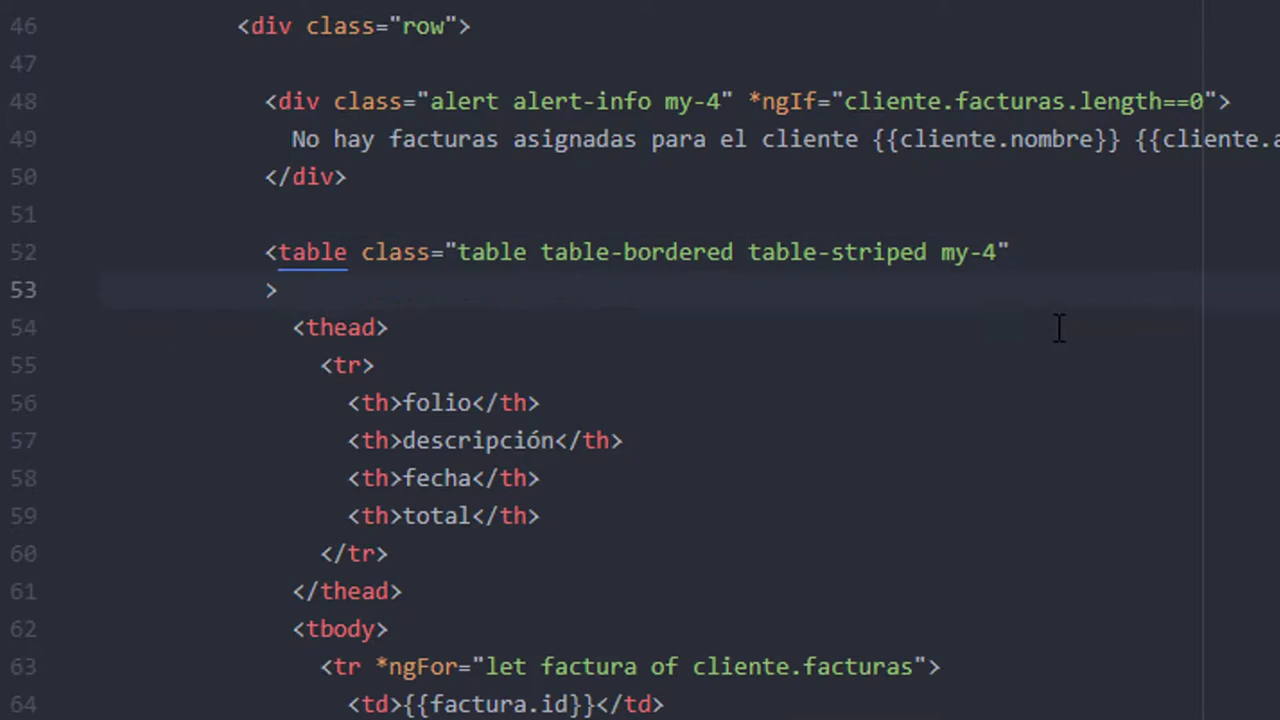 46 <div class="row">
47
48 <div class="alert alert-info my-4" *ngIf="cliente.facturas.length==0">
49 No hay facturas asignadas para el cliente {{cliente.nombre}} {{cliente.
50 </div>
51
52 <table class="table table-bordered table-striped my-4"
53 >
54 <thead>
55 <tr>
56 <th>folio</th>
57 <th>descripción</th>
58 <th>fecha</th>
59 <th>total</th>
60 </tr>
61 </thead>
62 <tbody>
63 <tr *ngFor="let factura of cliente.facturas">
64 <td>{{factura.id}}</td>